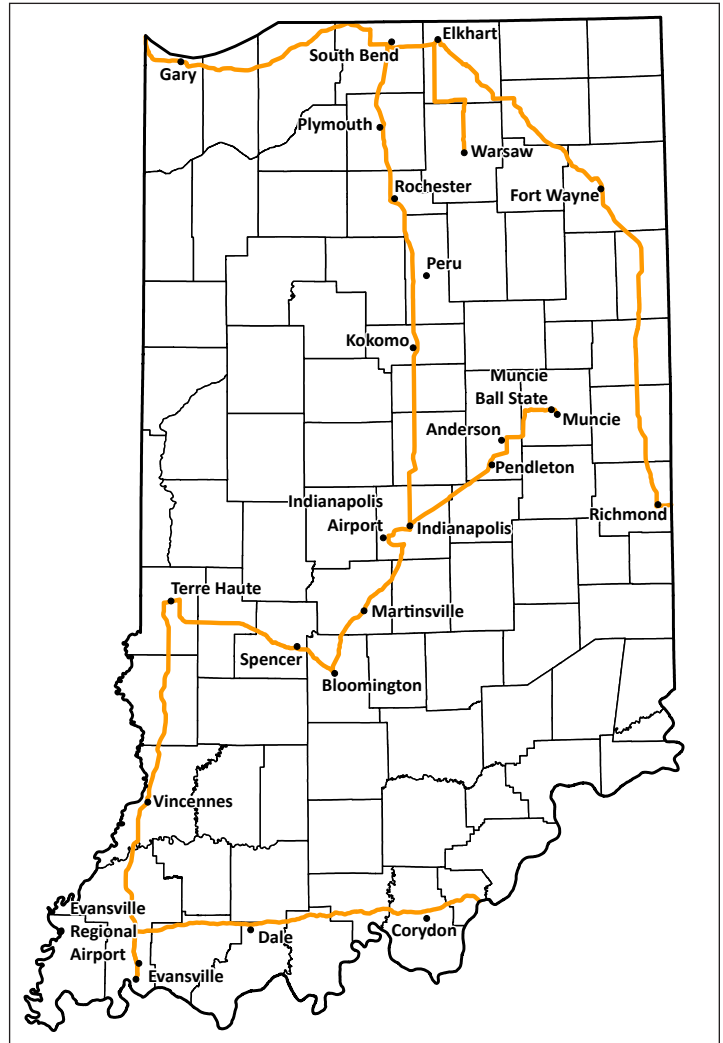 Elkhart
South Bend
Gary
Plymouth
Warsaw
Rochester
Fort Wayne
Peru
Kokomo
Muncie
Ball State
Muncie
Anderson
Pendleton
Indianapolis
Airport
Indianapolis
Richmond
Terre Haute
Martinsville
Spencer
Bloomington
Vincennes
Evansville
Regional
Airport
Dale
Corydon
Evansville